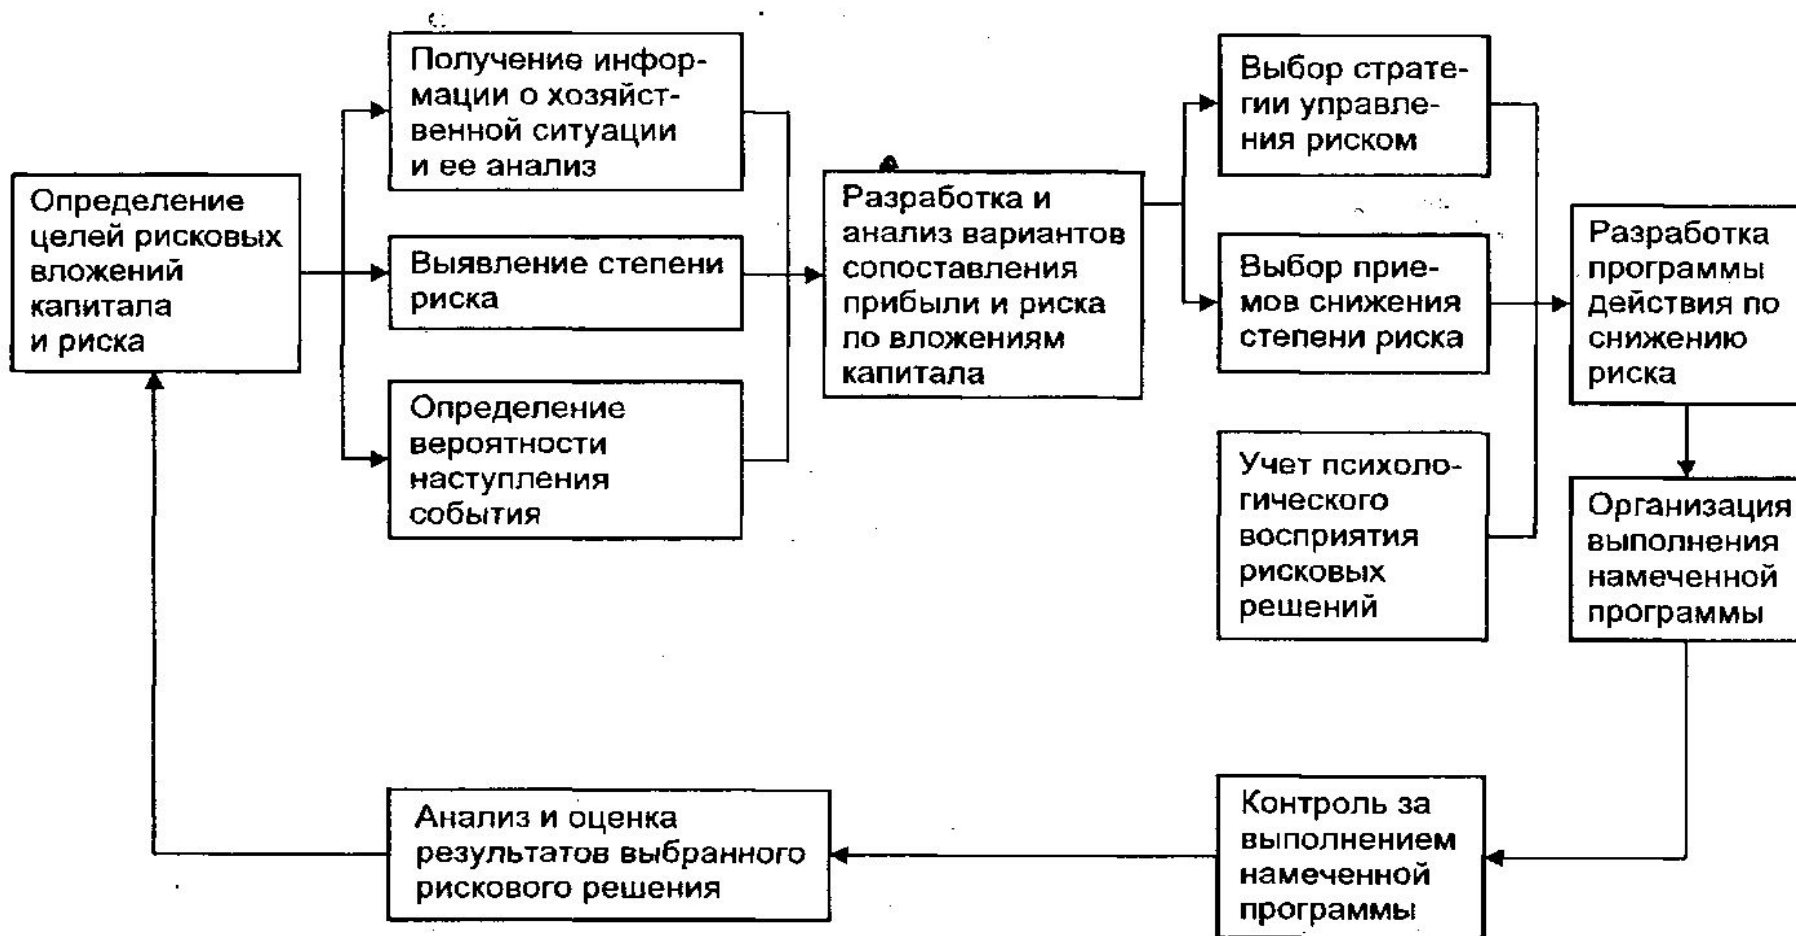 Определение
целей рисковых
вложений
капитала
и риска
Получение инфор-
мации о хозяйст-
венной ситуации
и ее анализ
Выявление степени
риска
Определение
вероятности
наступления
события
Разработка и
анализ вариантов
сопоставления
прибыли и риска
по вложениям
капитала
Выбор страте-
гии управле-
ния риском
Выбор прие-
мов снижения
степени риска
Учет психоло-
гического
восприятия
рисковых
решений
Разработка
программы
действия по
снижению
риска
Организация
выполнения
намеченной
программы
Контроль за
выполнением
намеченной
программы
Анализ и оценка
результатов выбранного
рискового решения